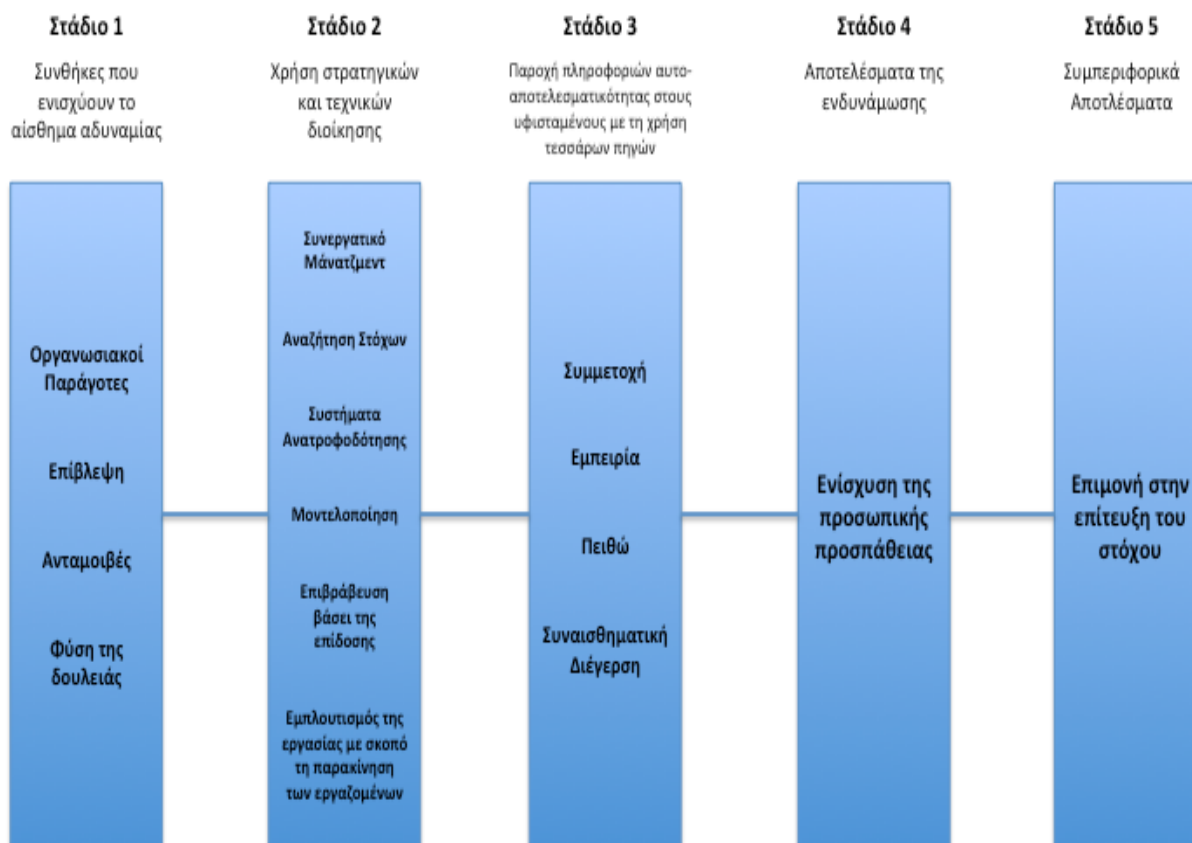 Στάδιο 1
Συνθήκες που
ενισχύουν το
αίσθημα αδυναμίας
Οργανωσιακοί
Παράγοτες
Επίβλεψη
Ανταμοιβές
Φύση της
δουλειάς
Στάδιο 2
Χρήση στρατηγικών
και τεχνικών
διοίκησης
Συνεργατικό
Μάνατζμεντ
Αναζήτηση Στόχων
Συστήματα
Ανατροφοδότησης
Μοντελοποίηση
Επιβράβευση
βάσει της
επίδοσης
Εμπλουτισμός της
εργασίας με σκοπό
τη παρακίνηση
των εργαζομένων
Στάδιο 3
Παροχή πληροφοριών αυτο-
αποτελεσματικότητας στους
υφισταμένους με τη χρήση
τεσσάρων πηγών
Συμμετοχή
Εμπειρία
Πειθώ
Συναισθηματική
Διέγερση
Στάδιο 4
Αποτελέσματα της
ενδυνάμωσης
Ενίσχυση της
προσωπικής
προσπάθειας
Στάδιο 5
Συμπεριφορικά
Αποτλέσματα
Επιμονή στην
επίτευξη του
στόχου